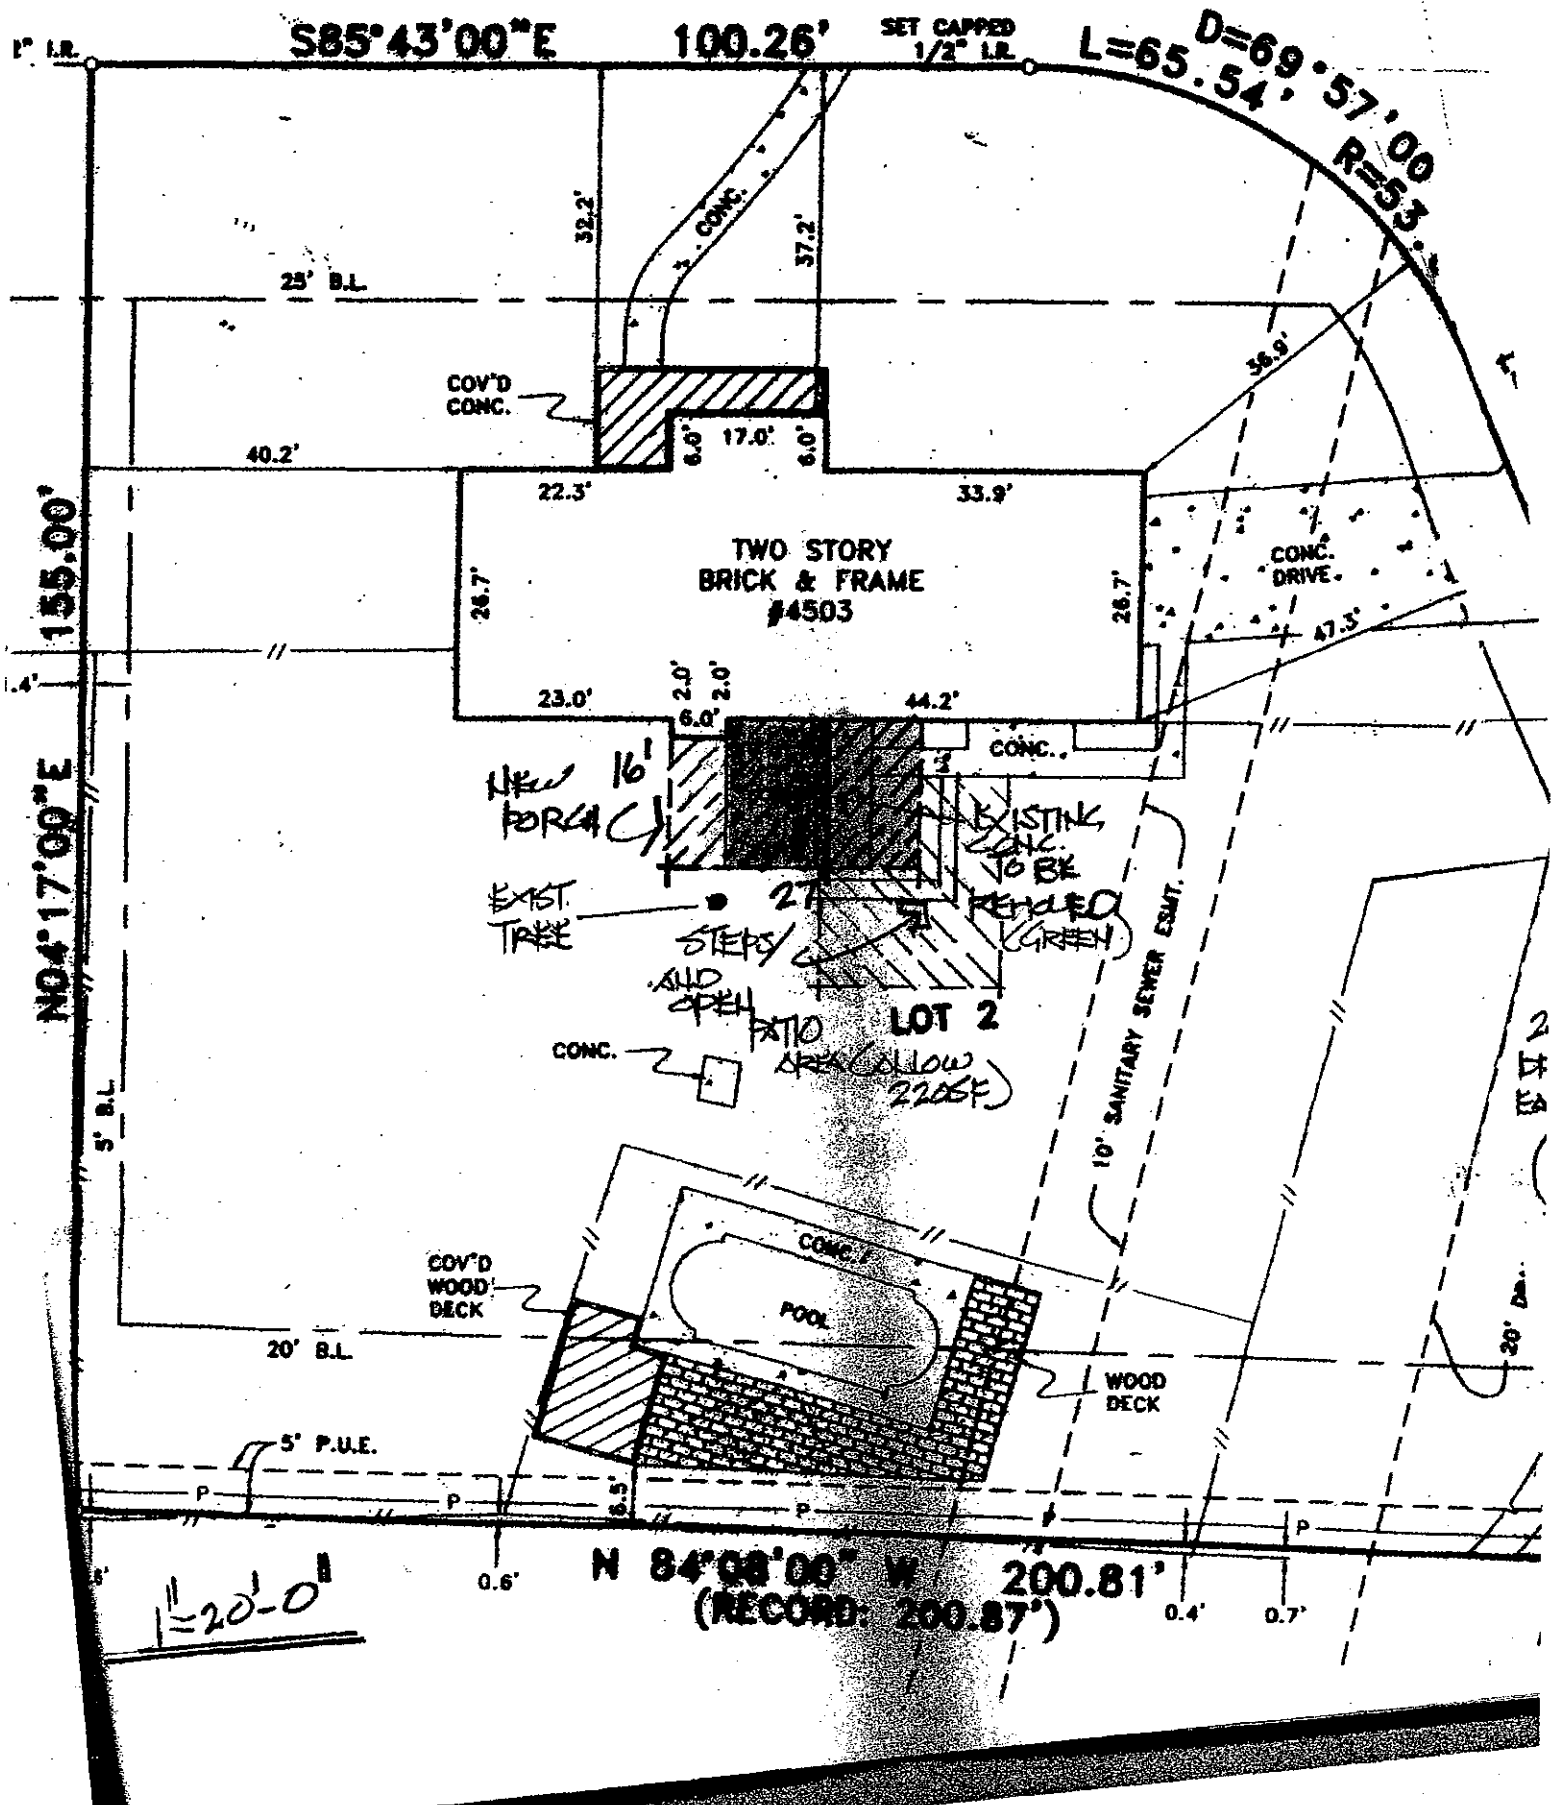 1" I.R.
S85°43'00"E 100.26'
SET CAPPED
1/2" I.R.
D=69°57'00
L=65.54'
R=53.
32.2'
CONC.
37.2'
25' B.L.
36.9'
COV'D
CONC.
6.0' 17.0' 6.0'
40.2'
22.3' 33.9'
N04°17'00"E 155.00'
TWO STORY
BRICK & FRAME
#4503
26.7'
26.7'
CONC.
DRIVE
47.3'
.4'
23.0' 2.0' 2.0' 44.2'
6.0'
CONC.
NEW 16'
PORCH
EXISTING
CONC.
TO BE
REMOVED
(GREEN)
EXIST.
TREE
27
STEPS/
AND
OPEN
PATIO
AREA (ALLOW
220SF)
LOT 2
CONC.
10' SANITARY SEWER ESMT.
5' B.L.
COV'D
WOOD
DECK
CONC.
POOL
20' B.L.
WOOD
DECK
20'
5' P.U.E.
P P P P
6.5
0.6'
N 84°08'00" W 200.81'
(RECORD: 200.87')
0.4' 0.7'
1"=20'-0"